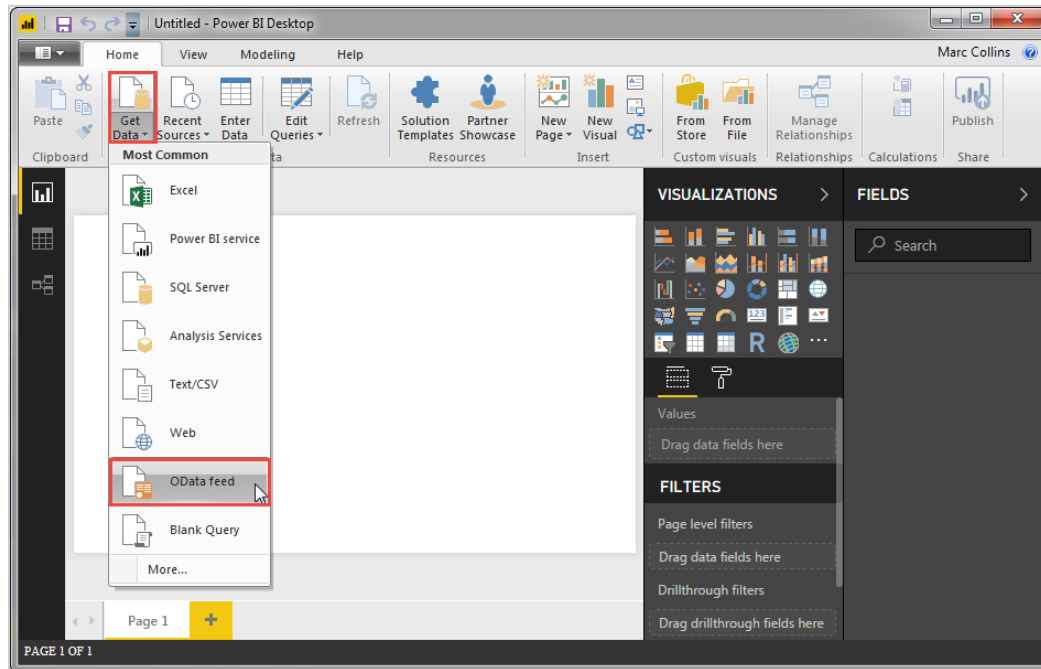 Untitled - Power BI Desktop
Home View Modeling Help Marc Collins
Paste
Get Data
Recent Sources
Enter Data
Edit Queries
Refresh
Solution Templates
Partner Showcase
New Page
New Visual
From Store
From File
Manage Relationships
Publish
Clipboard
ta
Resources
Insert
Custom visuals
Relationships
Calculations
Share
Most Common
Excel
Power BI service
SQL Server
Analysis Services
Text/CSV
Web
OData feed
Blank Query
More...
VISUALIZATIONS
FIELDS
Search
123
R
...
Values
Drag data fields here
FILTERS
Page level filters
Drag data fields here
Drillthrough filters
Drag drillthrough fields here
Page 1
PAGE 1 OF 1